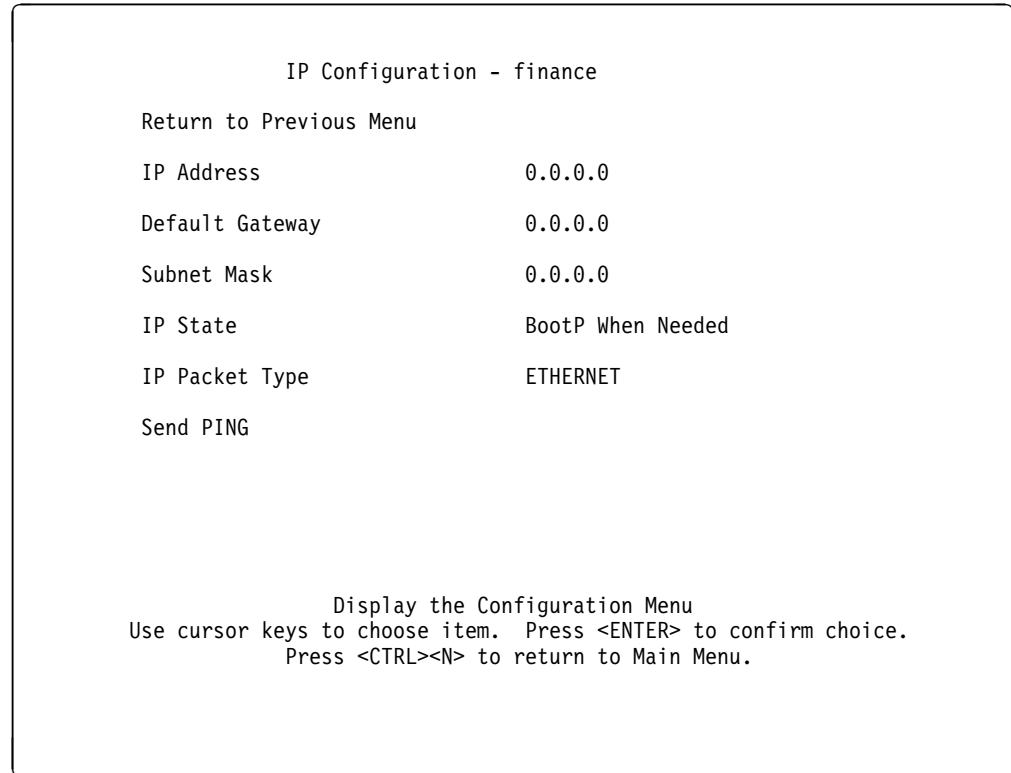 IP Configuration - finance
Return to Previous Menu
IP Address 0.0.0.0
Default Gateway 0.0.0.0
Subnet Mask 0.0.0.0
IP State BootP When Needed
IP Packet Type ETHERNET
Send PING
Display the Configuration Menu
Use cursor keys to choose item. Press <ENTER> to confirm choice.
Press <CTRL><N> to return to Main Menu.